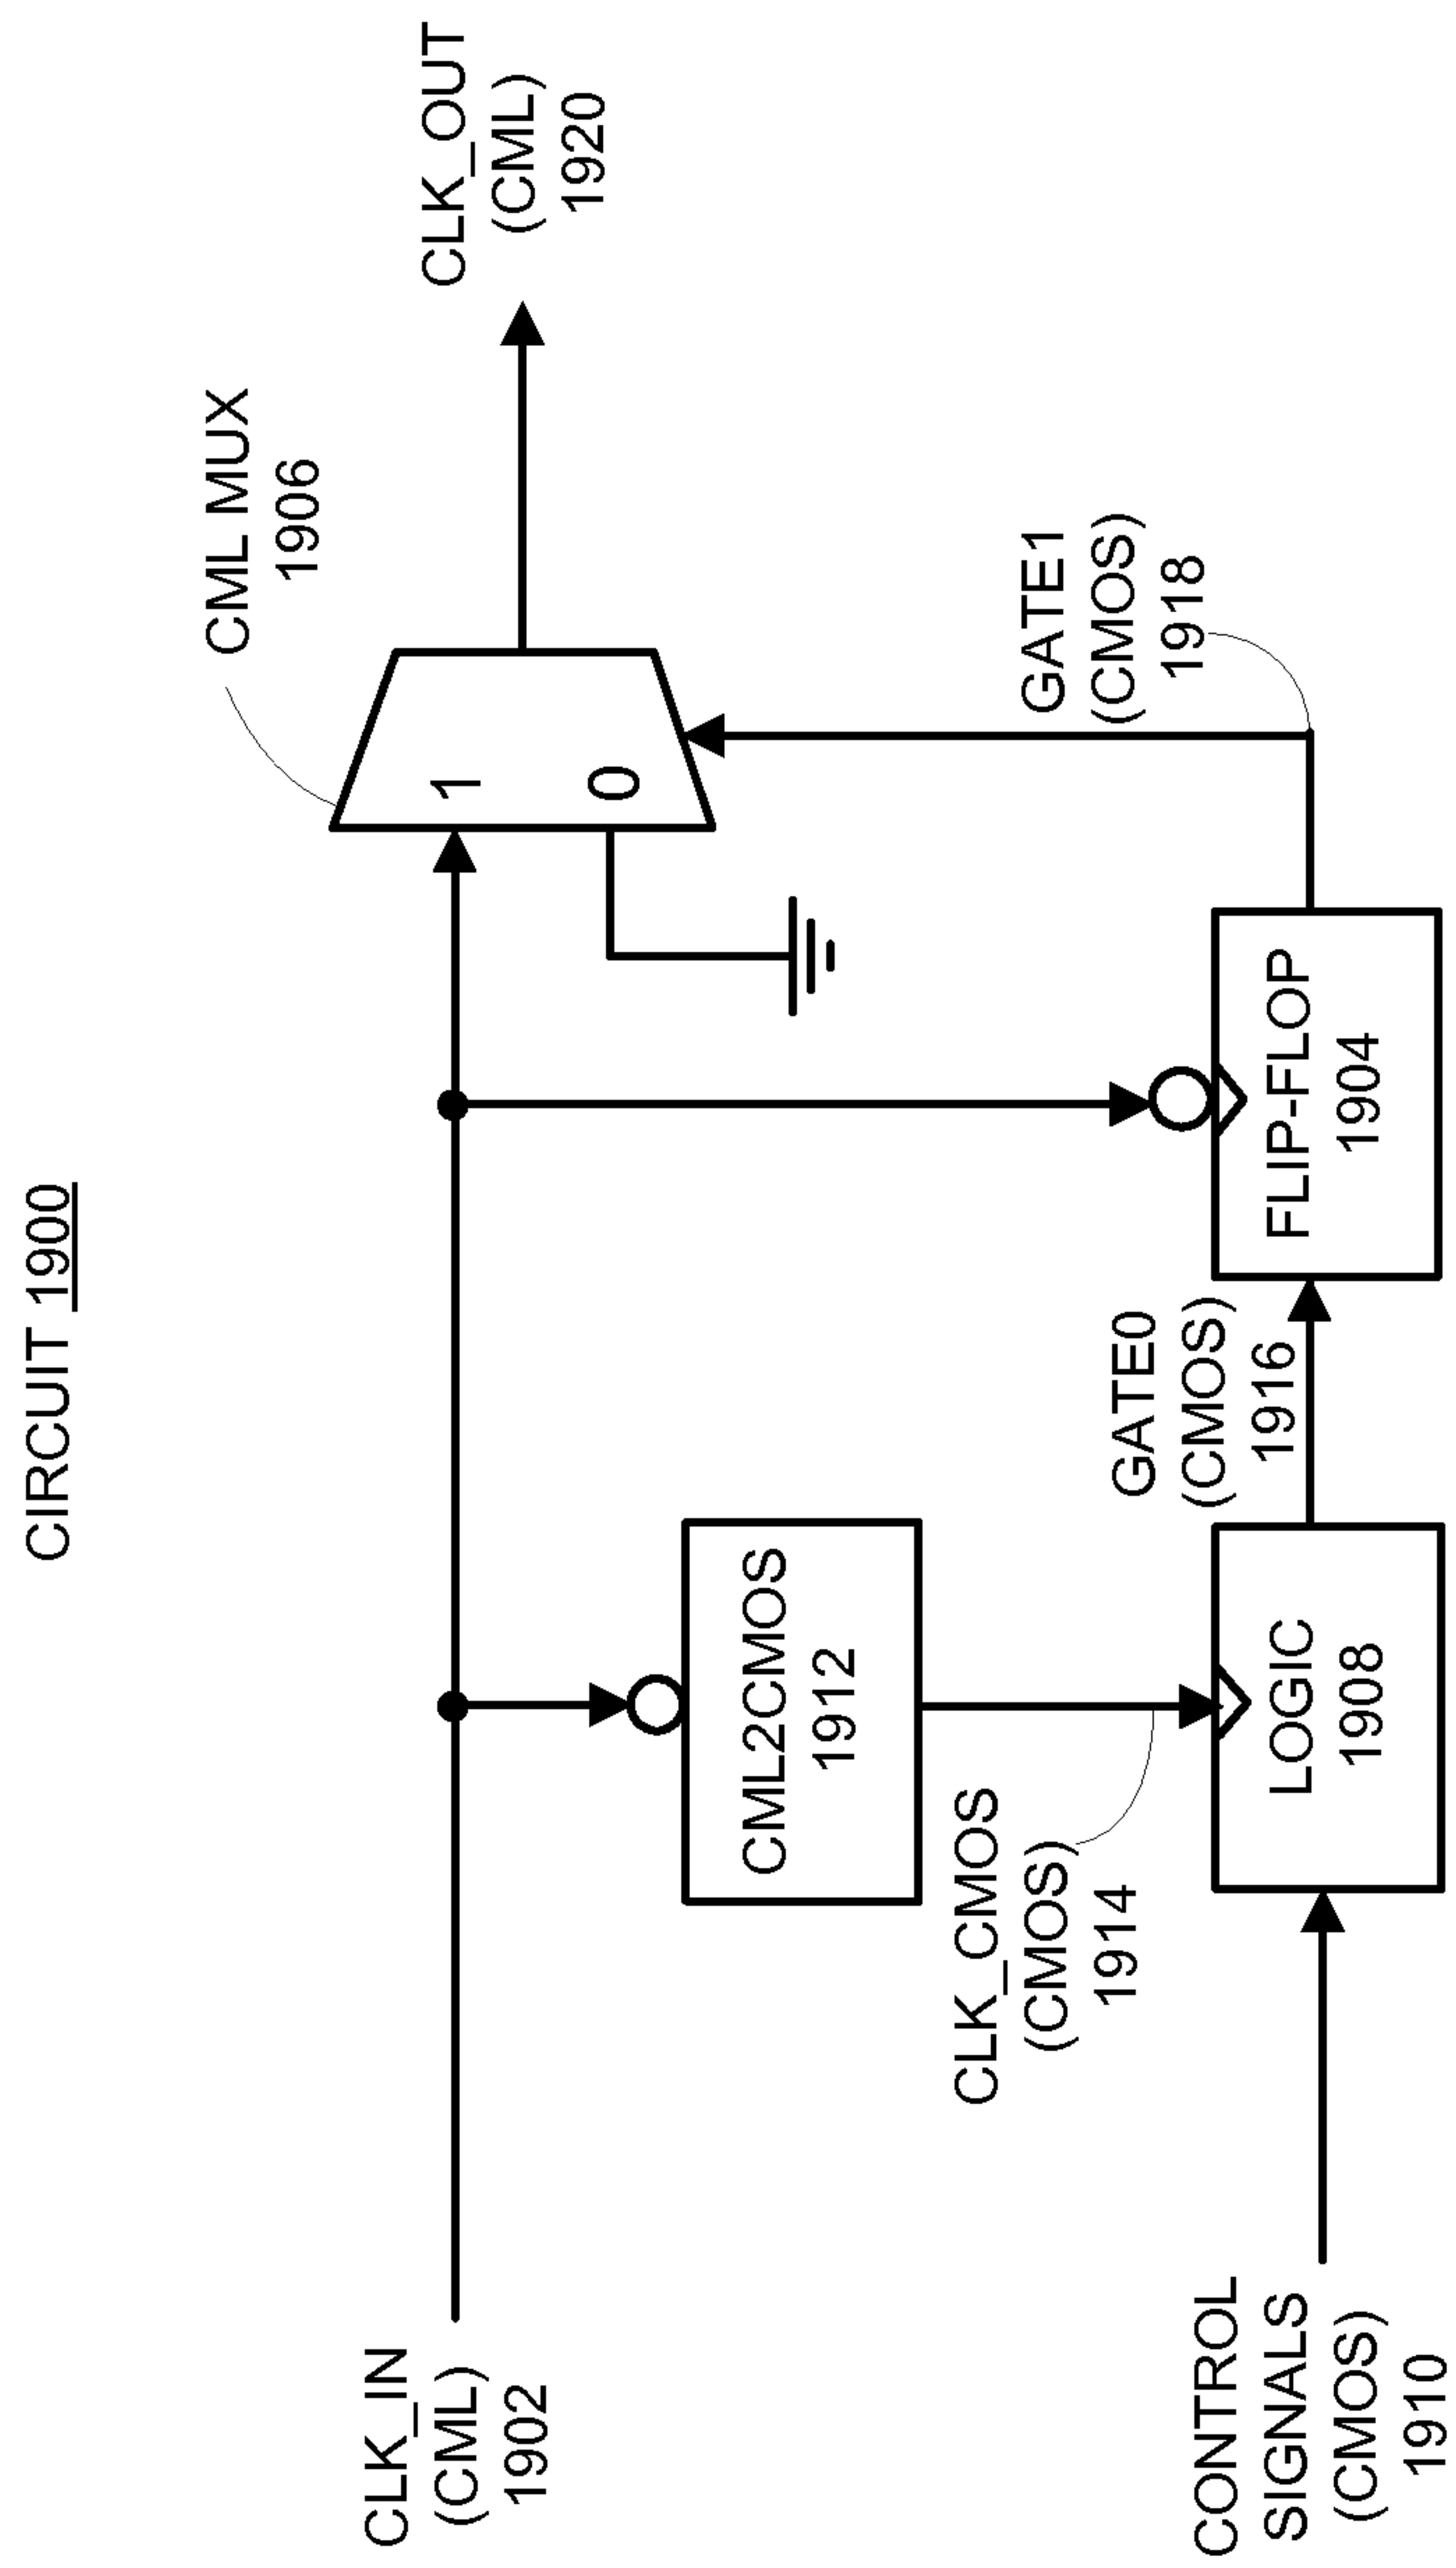 CIRCUIT 1900
CML MUX
1906
CLK_IN
(CML)
1902
1
0
CLK_OUT
(CML)
1920
CML2CMOS
1912
CLK_CMOS
(CMOS)
1914
GATE0
(CMOS)
1916
GATE1
(CMOS)
1918
CONTROL
SIGNALS
(CMOS)
1910
LOGIC
1908
FLIP-FLOP
1904